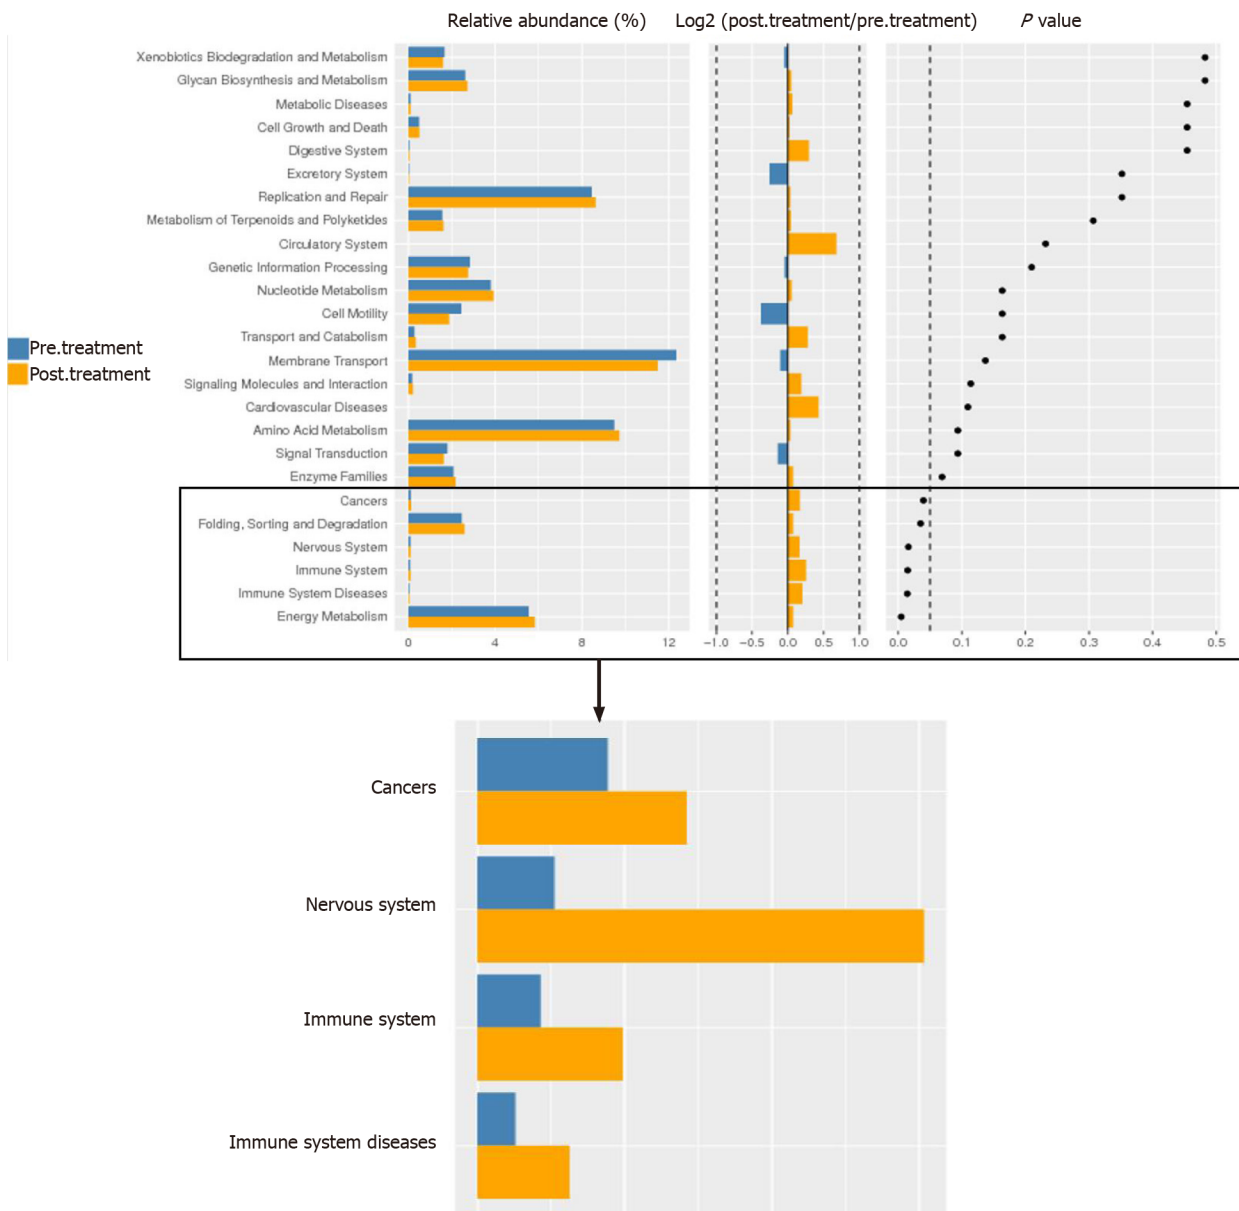 Relative abundance (%)
Log2 (post.treatment/pre.treatment)
P value
Xenobiotics Biodegradation and Metabolism
Glycan Biosynthesis and Metabolism
Metabolic Diseases
Cell Growth and Death
Digestive System
Excretory System
Replication and Repair
Metabolism of Terpenoids and Polyketides
Circulatory System
Genetic Information Processing
Nucleotide Metabolism
Cell Motility
Transport and Catabolism
Membrane Transport
Signaling Molecules and Interaction
Cardiovascular Diseases
Amino Acid Metabolism
Signal Transduction
Enzyme Families
Cancers
Folding, Sorting and Degradation
Nervous System
Immune System
Immune System Diseases
Energy Metabolism
Pre.treatment
Post.treatment
0 4 8 12
−1.0 −0.5 0.0 0.5 1.0
0.0 0.1 0.2 0.3 0.4 0.5
Cancers
Nervous system
Immune system
Immune system diseases